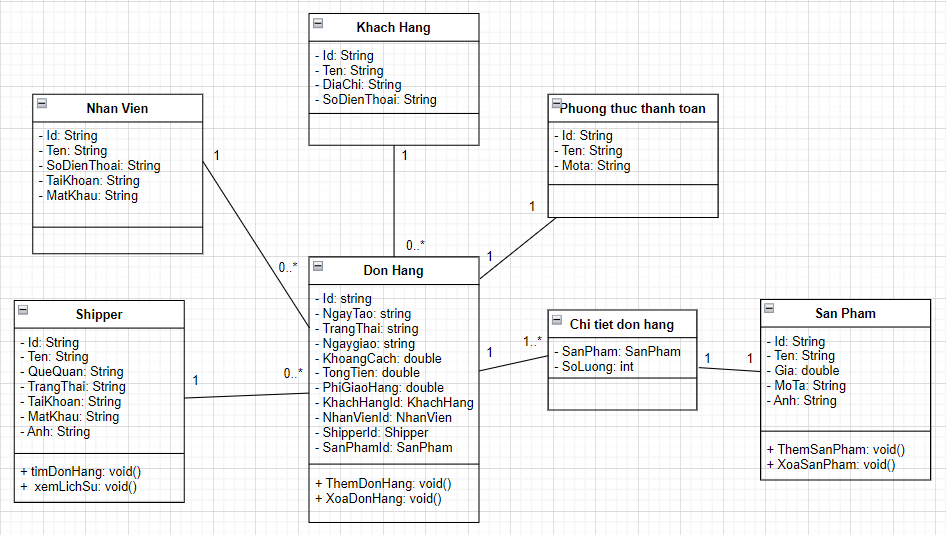 Khach Hang
- Id: String
- Ten: String
- DiaChi: String
- SoDienThoai: String
1
0..*
Nhan Vien
- Id: String
- Ten: String
- SoDienThoai: String
- TaiKhoan: String
- MatKhau: String
1
0..*
Phuong thuc thanh toan
- Id: String
- Ten: String
- Mota: String
1
1
Don Hang
- Id: string
- NgayTao: string
- TrangThai: string
- Ngaygiao: string
- KhoangCach: double
- TongTien: double
- PhiGiaoHang: double
- KhachHangId: KhachHang
- NhanVienId: NhanVien
- ShipperId: Shipper
- SanPhamId: SanPham
+ ThemDonHang: void()
+ XoaDonHang: void()
Shipper
- Id: String
- Ten: String
- QueQuan: String
- TrangThai: String
- TaiKhoan: String
- MatKhau: String
- Anh: String
+ timDonHang: void()
+ xemLichSu: void()
1
0..*
Chi tiet don hang
- SanPham: SanPham
- SoLuong: int
1
1..*
San Pham
- Id: String
- Ten: String
- Gia: double
- MoTa: String
- Anh: String
+ ThemSanPham: void()
+ XoaSanPham: void()
1
1